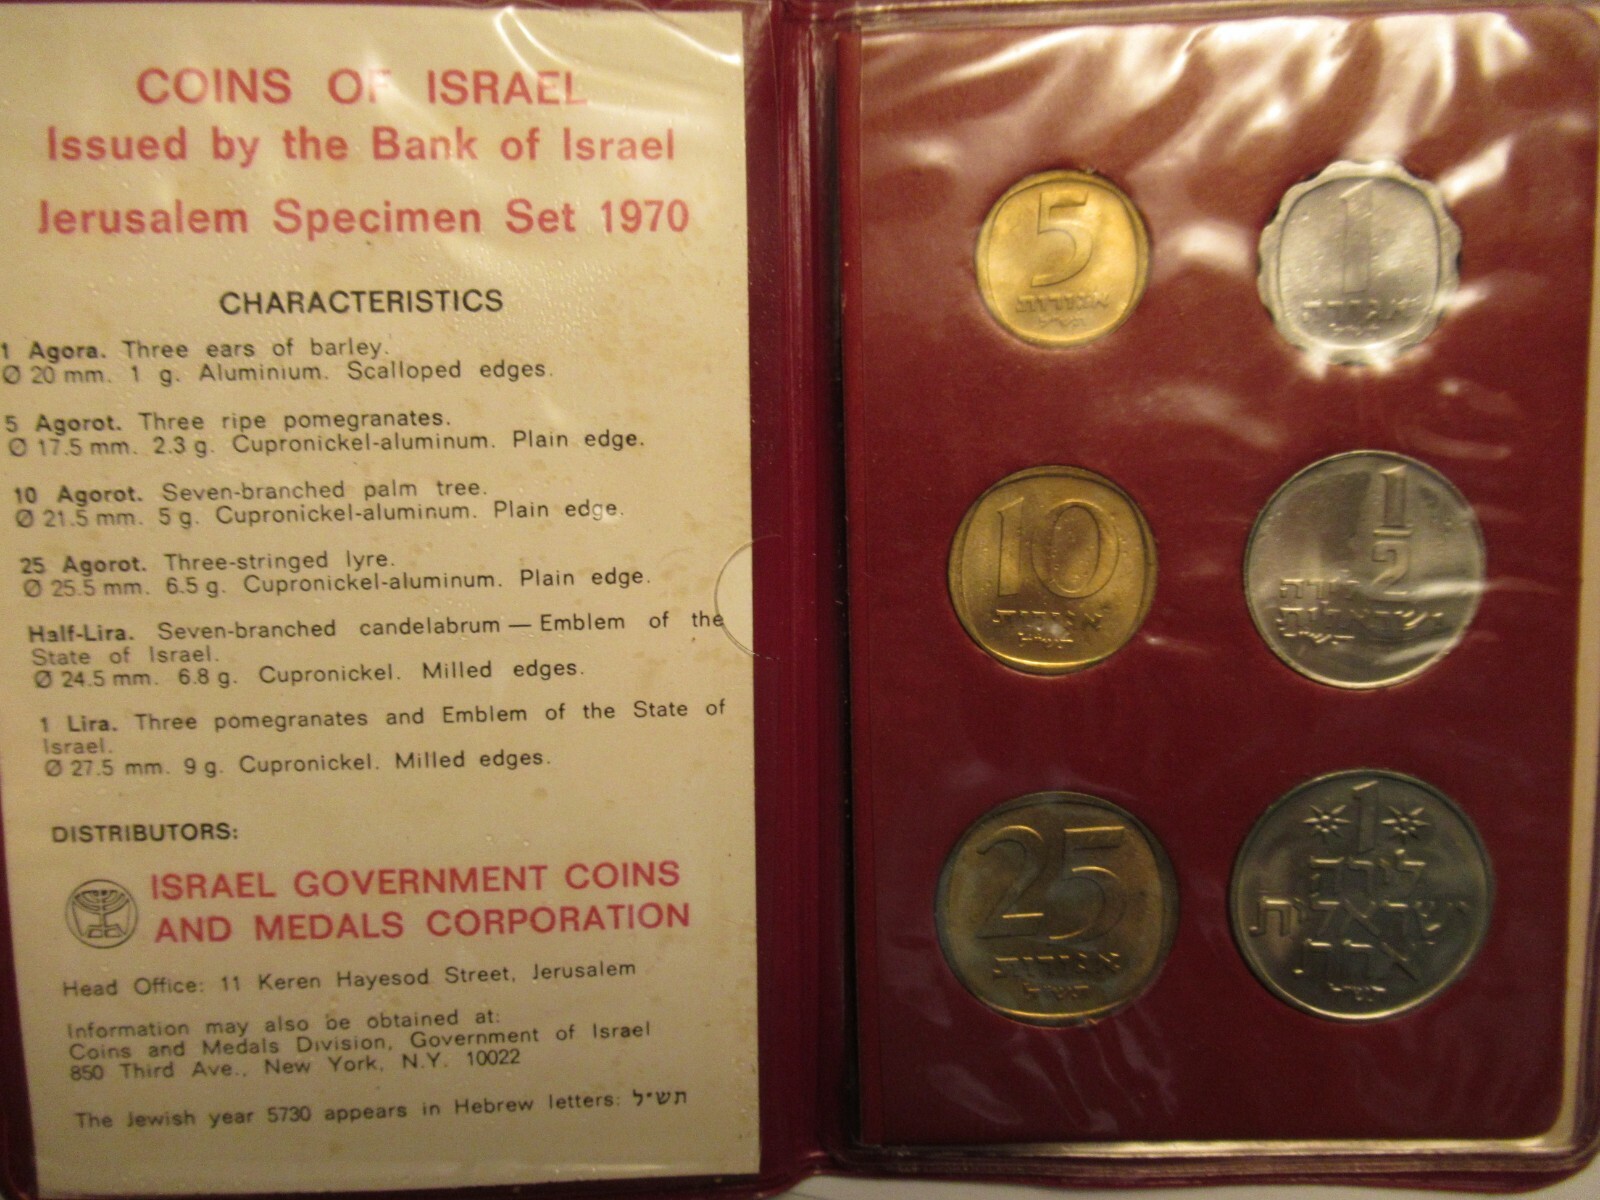 COINS OF ISRAEL
Issued by the Bank of Israel
Jerusalem Specimen Set 1970
CHARACTERISTICS
1 Agora. Three ears of barley.
Ø 20 mm. 1 g. Aluminium. Scalloped edges.
5 Agorot. Three ripe pomegranates.
Ø 17.5 mm. 2.3 g. Cupronickel-aluminum. Plain edge.
10 Agorot. Seven-branched palm tree.
Ø 21.5 mm. 5 g. Cupronickel-aluminum. Plain edge.
25 Agorot. Three-stringed lyre.
Ø 25.5 mm. 6.5 g. Cupronickel-aluminum. Plain edge.
Half-Lira. Seven-branched candelabrum — Emblem of the
State of Israel.
Ø 24.5 mm. 6.8 g. Cupronickel. Milled edges.
1 Lira. Three pomegranates and Emblem of the State of
Israel.
Ø 27.5 mm. 9 g. Cupronickel. Milled edges.
DISTRIBUTORS:
ISRAEL GOVERNMENT COINS
AND MEDALS CORPORATION
Head Office: 11 Keren Hayesod Street, Jerusalem
Information may also be obtained at:
Coins and Medals Division, Government of Israel
850 Third Ave., New York, N.Y. 10022
The Jewish year 5730 appears in Hebrew letters: תש"ל
5
אגורות
התש"ל
1
אגורה
התש"ל
10
אגורות
התש"ל
1/2
לירה
ישראלית
התש"ל
25
אגורות
התש"ל
1
לירה
ישראלית
אחת
תש"ל